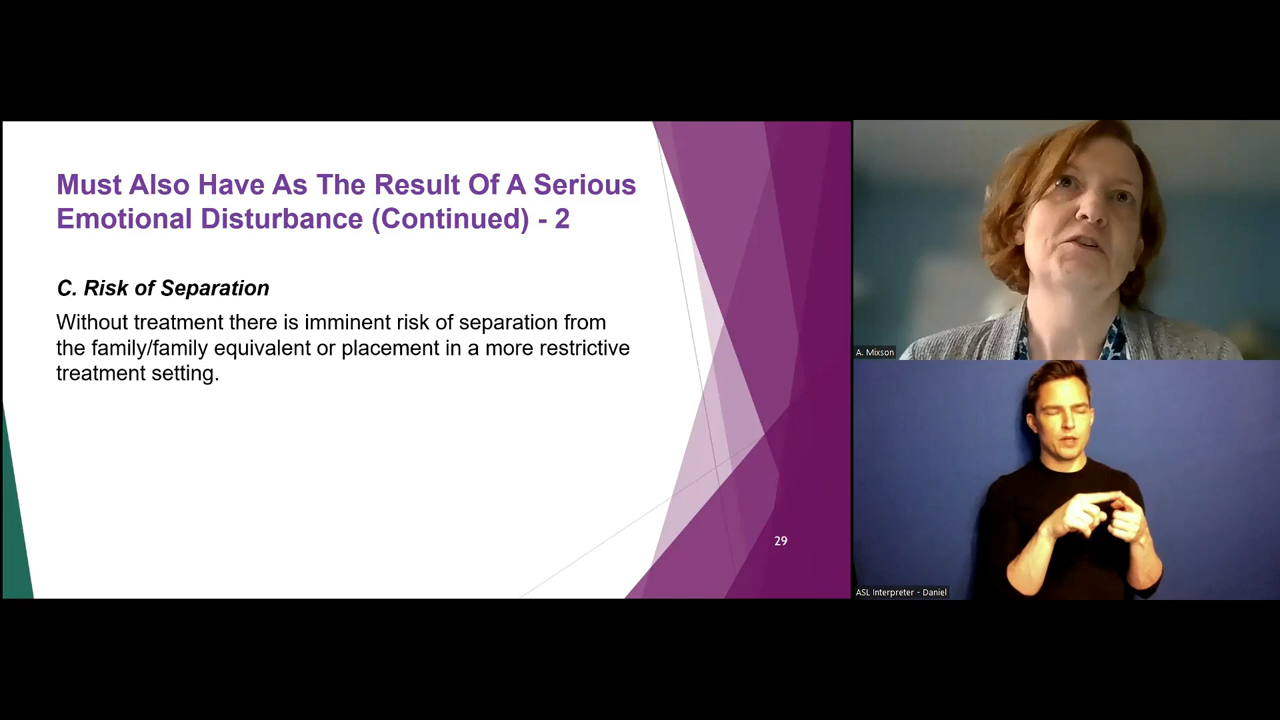 Must Also Have As The Result Of A Serious
Emotional Disturbance (Continued) - 2
C. Risk of Separation
Without treatment there is imminent risk of separation from
the family/family equivalent or placement in a more restrictive
treatment setting.
29
A. Mixson
ASL Interpreter - Daniel